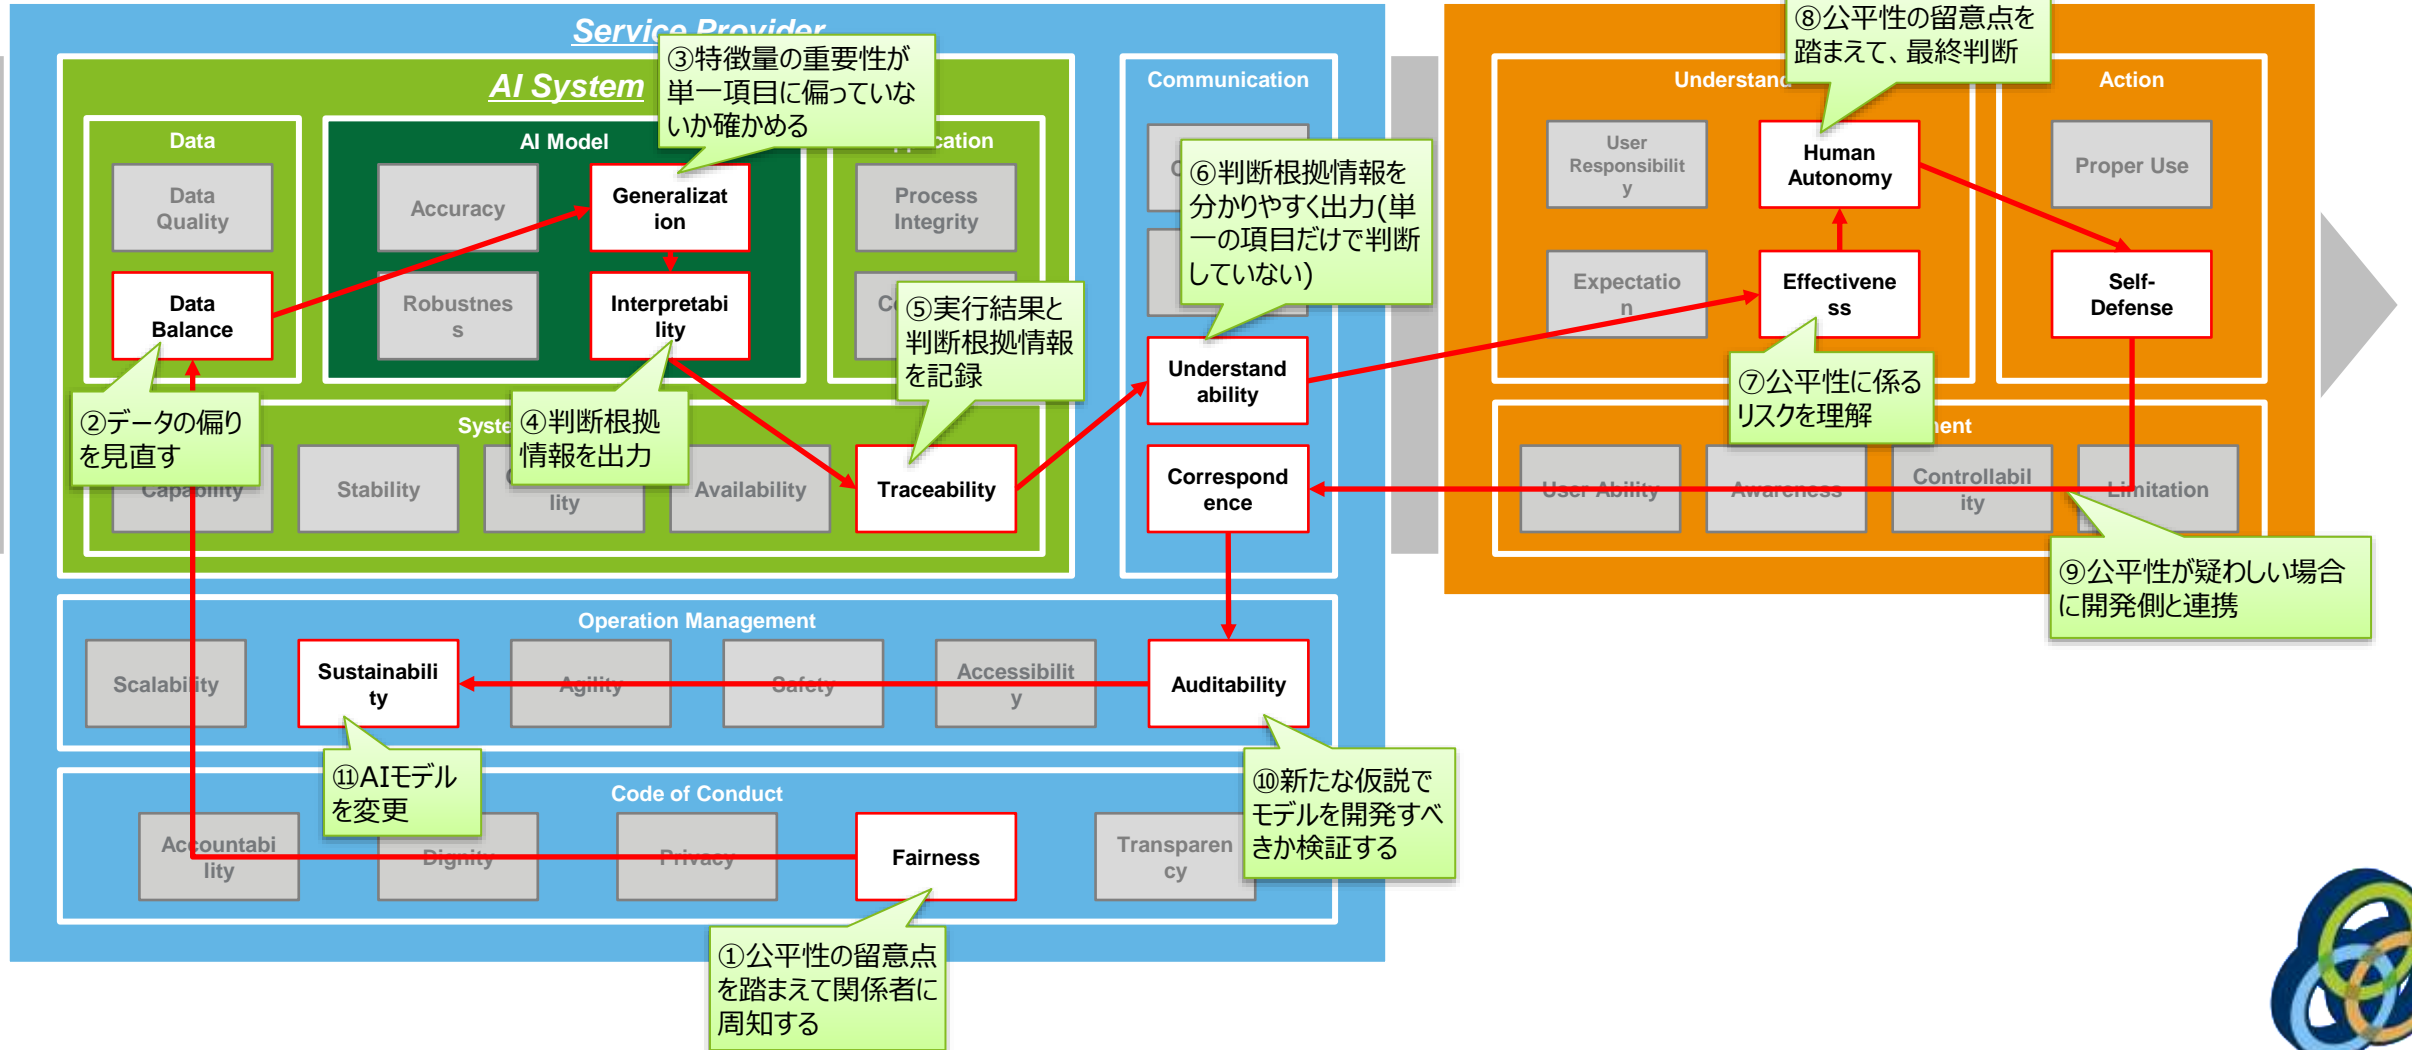 Service Provider
AI System
③特徴量の重要性が
単一項目に偏っていな
いか確かめる
Data
Data
Quality
Data
Balance
②データの偏り
を見直す
AI Model
Accuracy
Generalizat
ion
Robustnes
s
Interpretabi
lity
④判断根拠
情報を出力
Process
Integrity
⑤実行結果と
判断根拠情報
を記録
Capability
Stability
lity
Availability
Traceability
Communication
⑥判断根拠情報を
分かりやすく出力(単
一の項目だけで判断
していない)
Understand
ability
Correspond
ence
Operation Management
Scalability
Sustainabili
ty
Agility
Safety
Accessibilit
y
Auditability
⑪AIモデル
を変更
⑩新たな仮説で
モデルを開発すべ
きか検証する
Code of Conduct
Accountabi
lity
Dignity
Privacy
Fairness
Transparen
cy
①公平性の留意点
を踏まえて関係者に
周知する
⑧公平性の留意点を
踏まえて、最終判断
Understand
User
Responsibilit
y
Human
Autonomy
Expectatio
n
Effectivene
ss
⑦公平性に係る
リスクを理解
Action
Proper Use
Self-
Defense
User Ability
Awareness
Controllabil
ity
Limitation
⑨公平性が疑わしい場合
に開発側と連携